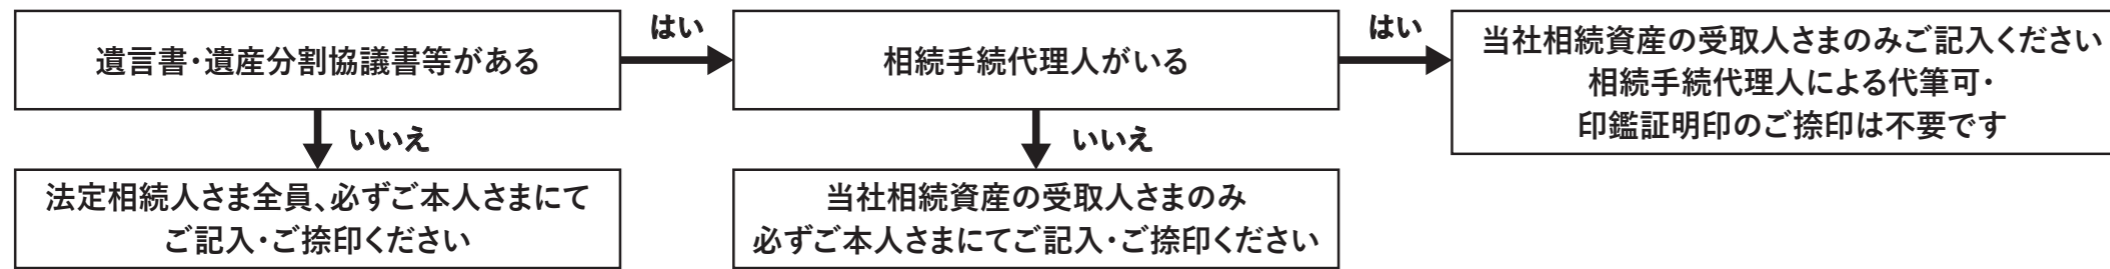 遺言書・遺産分割協議書等がある
はい
相続手続代理人がいる
はい
当社相続資産の受取人さまのみご記入ください
相続手続代理人による代筆可・
印鑑証明印のご捺印は不要です
いいえ
いいえ
法定相続人さま全員、必ずご本人さまにて
ご記入・ご捺印ください
当社相続資産の受取人さまのみ
必ずご本人さまにてご記入・ご捺印ください